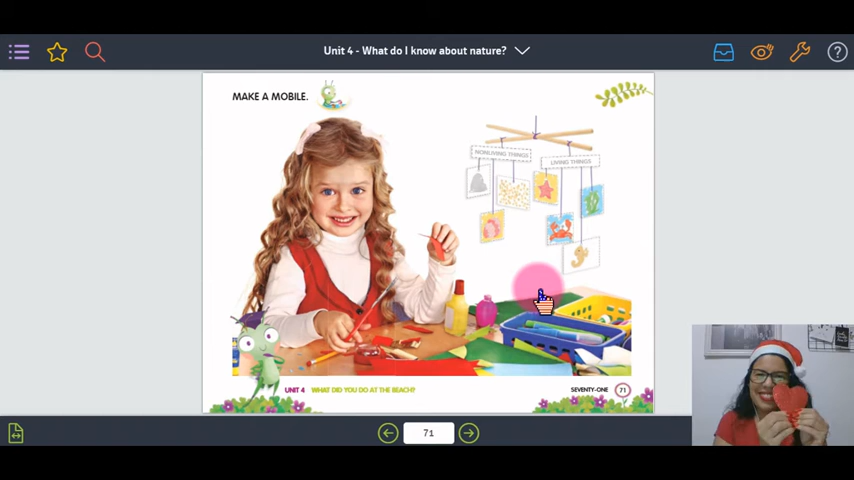 Unit 4 - What do I know about nature?
MAKE A MOBILE.
NONLIVING THINGS
LIVING THINGS
UNIT 4 WHAT DID YOU DO AT THE BEACH?
SEVENTY-ONE 71
71